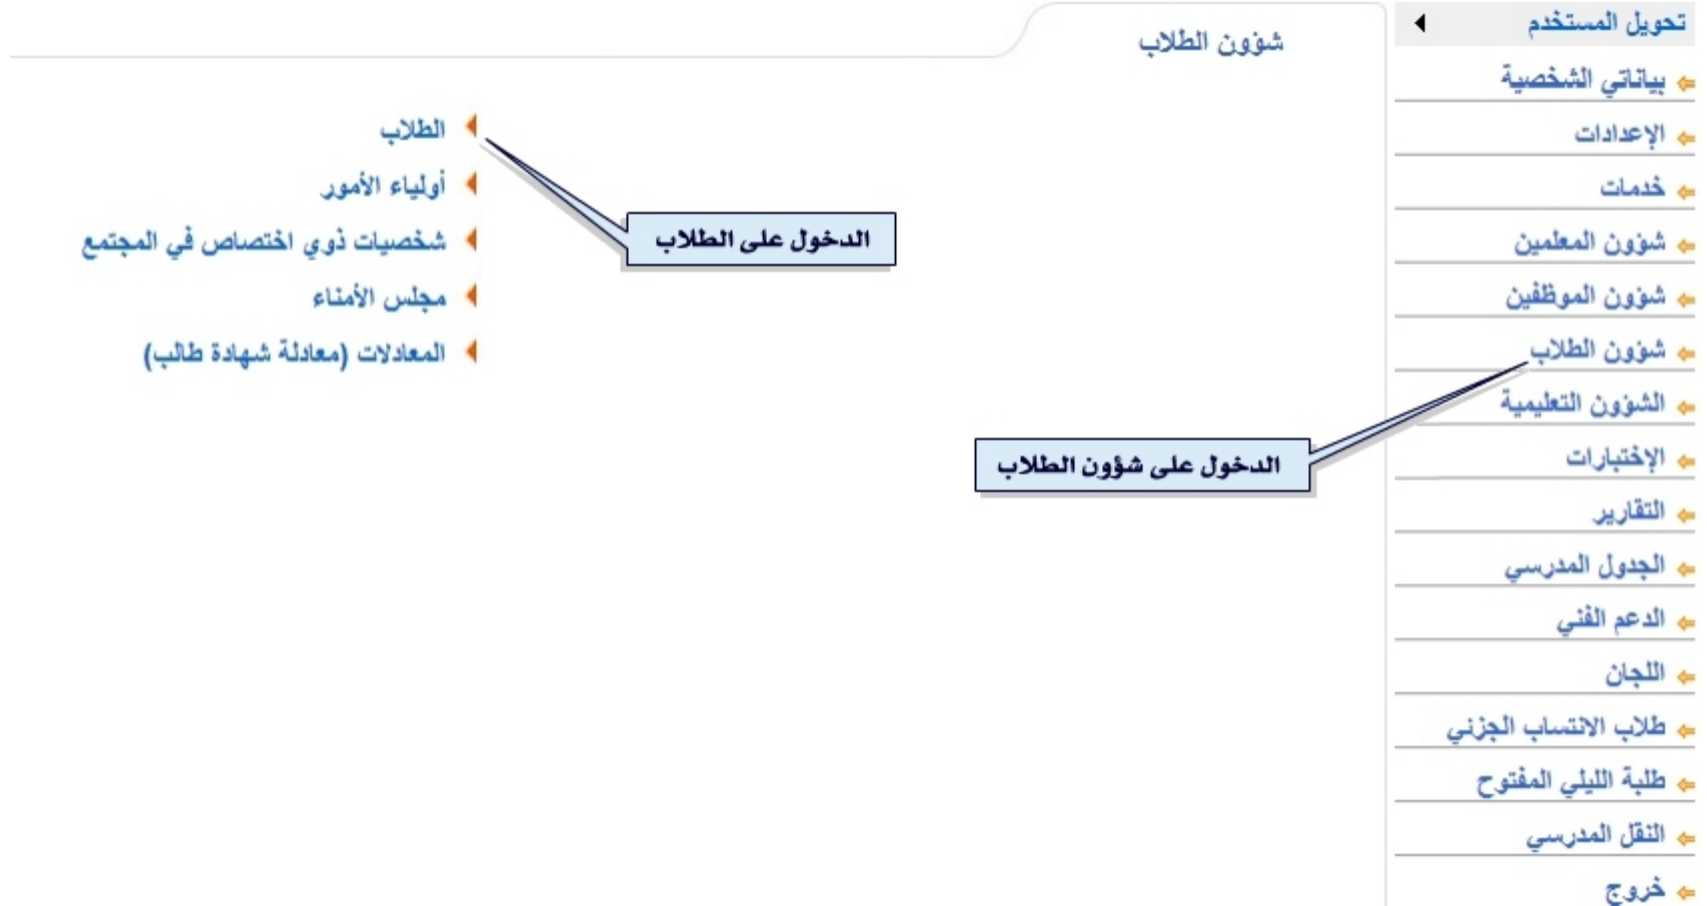 تحويل المستخدم
بياناتي الشخصية
الإعدادات
خدمات
شؤون المعلمين
شؤون الموظفين
شؤون الطلاب
الشؤون التعليمية
الإختبارات
التقارير
الجدول المدرسي
الدعم الفني
اللجان
طلاب الانتساب الجزئي
طلبة الليلي المفتوح
النقل المدرسي
خروج
شؤون الطلاب
الطلاب
أولياء الأمور
شخصيات ذوي اختصاص في المجتمع
مجلس الأمناء
المعادلات (معادلة شهادة طالب)
الدخول على الطلاب
الدخول على شؤون الطلاب